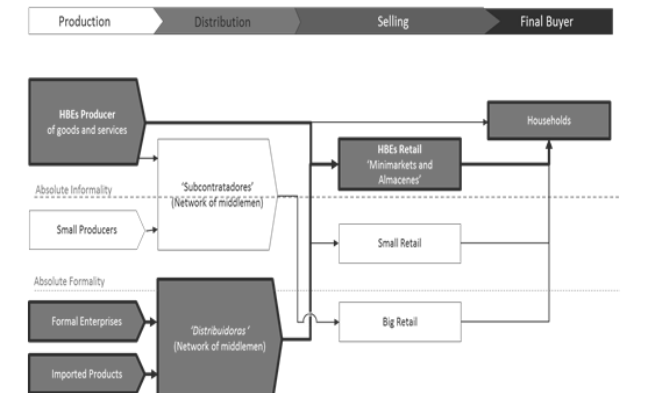 Production
Distribution
Selling
Final Buyer
HBEs Producer
of goods and services
Households
HBEs Retail
'Minimarkets and
Almacenes'
'Subcontratadores'
(Network of middlemen)
Absolute Informality
Small Producers
Small Retail
Absolute Formality
Formal Enterprises
Big Retail
'Distribuidoras'
(Network of middlemen)
Imported Products